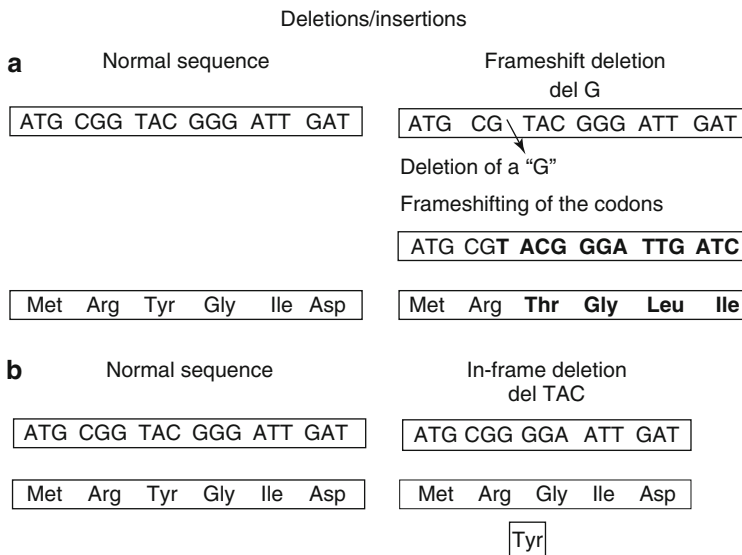 Deletions/insertions
a
Normal sequence
ATG CGG TAC GGG ATT GAT
Met Arg Tyr Gly Ile Asp
Frameshift deletion
del G
ATG CG TAC GGG ATT GAT
Deletion of a “G”
Frameshifting of the codons
ATG CGT ACG GGA TTG ATC
Met Arg Thr Gly Leu Ile
b
Normal sequence
ATG CGG TAC GGG ATT GAT
Met Arg Tyr Gly Ile Asp
In-frame deletion
del TAC
ATG CGG GGA ATT GAT
Met Arg Gly Ile Asp
Tyr